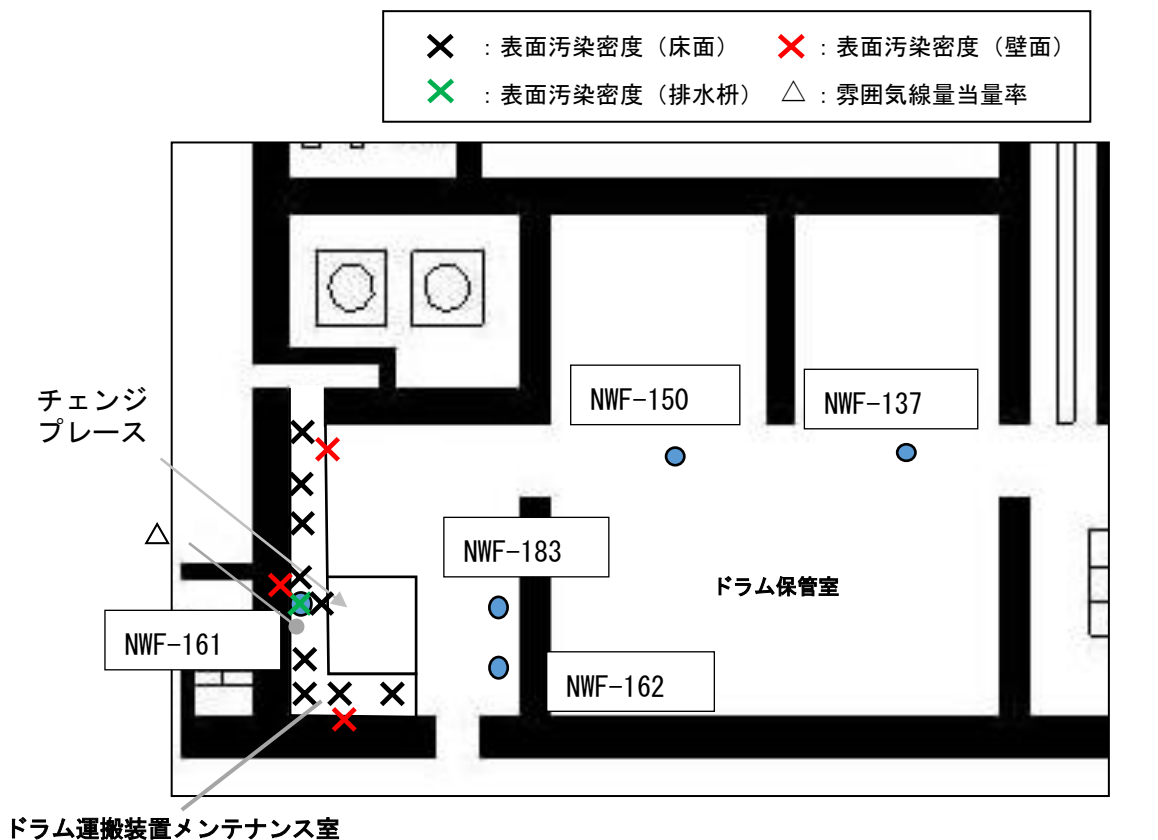 × ：表面汚染密度（床面） × ：表面汚染密度（壁面）
× ：表面汚染密度（排水枡） △ ：雰囲気線量当量率
チェンジ
プレース
NWF-150
NWF-137
△
NWF-183
ドラム保管室
NWF-161
NWF-162
ドラム運搬装置メンテナンス室